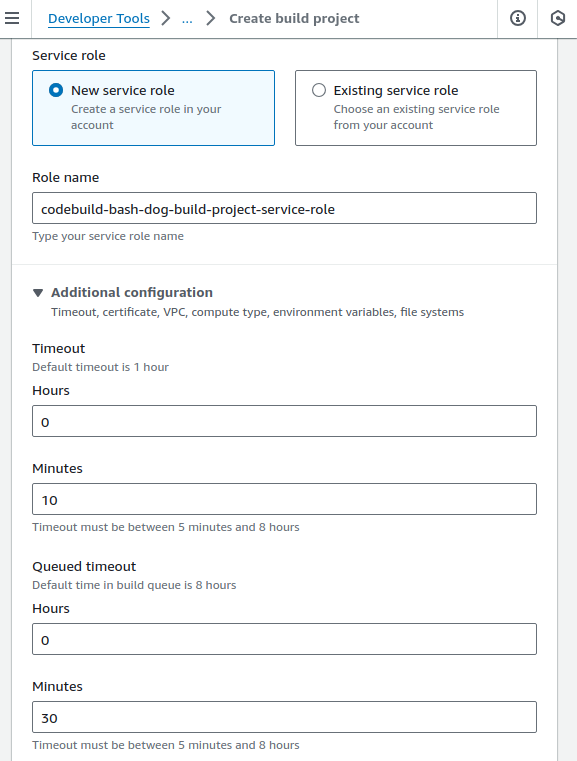 Developer Tools > ... > Create build project
Service role
New service role
Create a service role in your
account
Existing service role
Choose an existing service role
from your account
Role name
codebuild-bash-dog-build-project-service-role
Type your service role name
Additional configuration
Timeout, certificate, VPC, compute type, environment variables, file systems
Timeout
Default timeout is 1 hour
Hours
0
Minutes
10
Timeout must be between 5 minutes and 8 hours
Queued timeout
Default time in build queue is 8 hours
Hours
0
Minutes
30
Timeout must be between 5 minutes and 8 hours